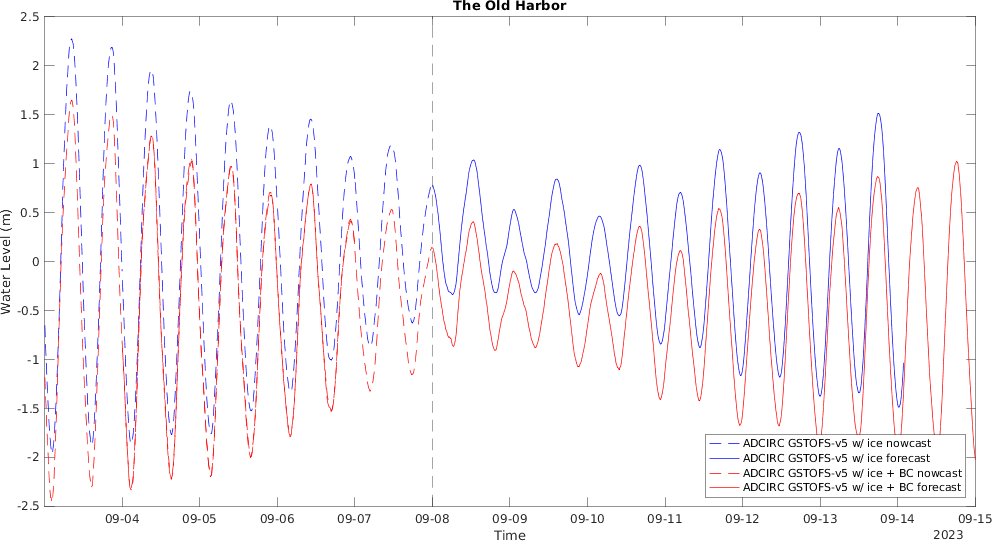 The Old Harbor
2.5
2
1.5
1
0.5
0
-0.5
-1
-1.5
-2
-2.5
Water Level (m)
ADCIRC GSTOFS-v5 w/ ice nowcast
ADCIRC GSTOFS-v5 w/ ice forecast
ADCIRC GSTOFS-v5 w/ ice + BC nowcast
ADCIRC GSTOFS-v5 w/ ice + BC forecast
09-04 09-05 09-06 09-07 09-08 09-09 09-10 09-11 09-12 09-13 09-14 09-15
Time
2023